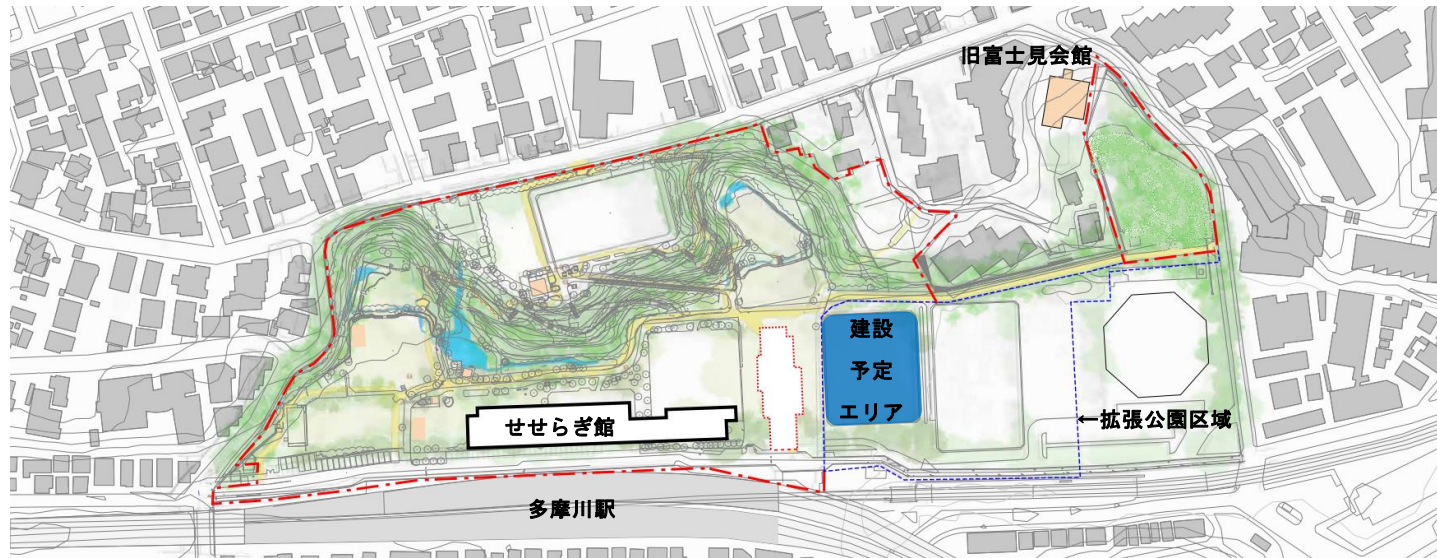 旧富士見会館
建設
予定
エリア
←拡張公園区域
せせらぎ館
多摩川駅